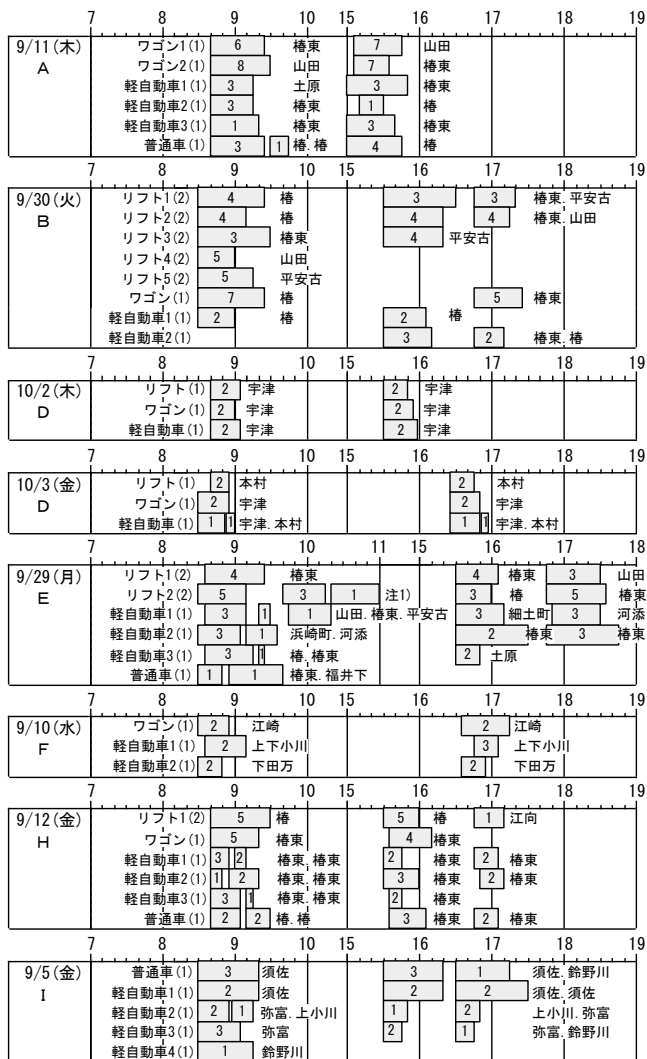 7 8 9 10 15 16 17 18 19
9/11(木) A
ワゴン1(1) 6 椿東 7 山田
ワゴン2(1) 8 山田 7 椿東
軽自動車1(1) 3 土原 3 椿東
軽自動車2(1) 3 椿東 1 椿
軽自動車3(1) 1 椿東 3 椿東
普通車(1) 3 1 椿.椿 4 椿
7 8 9 10 15 16 17 18 19
9/30(火) B
リフト1(2) 4 椿 3 3 椿東.平安古
リフト2(2) 4 椿 4 4 椿東.山田
リフト3(2) 3 椿東 4 平安古
リフト4(2) 5 山田
リフト5(2) 5 平安古
ワゴン(1) 7 椿 5 椿東
軽自動車1(1) 2 椿 2 椿
軽自動車2(1) 3 2 椿東.椿
7 8 9 10 15 16 17 18 19
10/2(木) D
リフト(1) 2 宇津 2 宇津
ワゴン(1) 2 宇津 2 宇津
軽自動車(1) 2 宇津 2 宇津
7 8 9 10 15 16 17 18 19
10/3(金) D
リフト(1) 2 本村 2 本村
ワゴン(1) 2 宇津 2 宇津
軽自動車(1) 1 1 宇津.本村 1 1 宇津.本村
7 8 9 10 11 15 16 17 18 19
9/29(月) E
リフト1(2) 4 椿東 4 椿東 3 山田
リフト2(2) 5 3 1 注1) 3 椿 5 椿東
軽自動車1(1) 3 1 1 山田.椿東.平安古 3 細土町 3 河添
軽自動車2(1) 3 1 浜崎町.河添 2 椿東 3 椿東
軽自動車3(1) 3 1 椿.椿東 2 土原
普通車(1) 1 1 椿東.福井下
7 8 9 10 15 16 17 18 19
9/10(水) F
ワゴン(1) 2 江崎 2 江崎
軽自動車1(1) 2 上下小川 3 上下小川
軽自動車2(1) 2 下田万 2 下田万
7 8 9 10 15 16 17 18 19
9/12(金) H
リフト1(2) 5 椿 5 椿 1 江向
ワゴン(1) 5 椿東 4 椿東
軽自動車1(1) 3 2 椿東.椿東 2 椿東 2 椿東
軽自動車2(1) 1 2 椿東.椿東 3 椿東 2 椿東
軽自動車3(1) 3 1 椿東.椿東 2 椿東
普通車(1) 2 2 椿.椿 3 椿東 2 椿東
7 8 9 10 15 16 17 18 19
9/5(金) I
普通車(1) 3 須佐 3 1 須佐.鈴野川
軽自動車1(1) 2 須佐 2 2 須佐.須佐
軽自動車2(1) 2 1 弥富.上小川 1 2 上小川.弥富
軽自動車3(1) 3 弥富 2 1 弥富.鈴野川
軽自動車4(1) 1 鈴野川